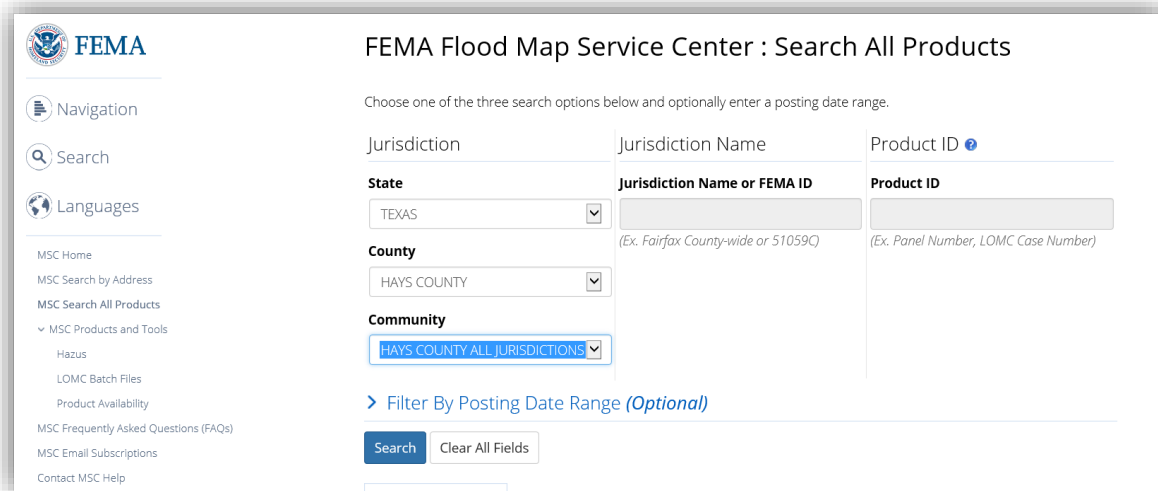 FEMA
Navigation
Search
Languages
MSC Home
MSC Search by Address
MSC Search All Products
MSC Products and Tools
Hazus
LOMC Batch Files
Product Availability
MSC Frequently Asked Questions (FAQs)
MSC Email Subscriptions
Contact MSC Help
FEMA Flood Map Service Center : Search All Products
Choose one of the three search options below and optionally enter a posting date range.
Jurisdiction
State
TEXAS
County
HAYS COUNTY
Community
HAYS COUNTY ALL JURISDICTIONS
Jurisdiction Name
Jurisdiction Name or FEMA ID
(Ex. Fairfax County-wide or 51059C)
Product ID ?
Product ID
(Ex. Panel Number, LOMC Case Number)
Filter By Posting Date Range (Optional)
Search
Clear All Fields